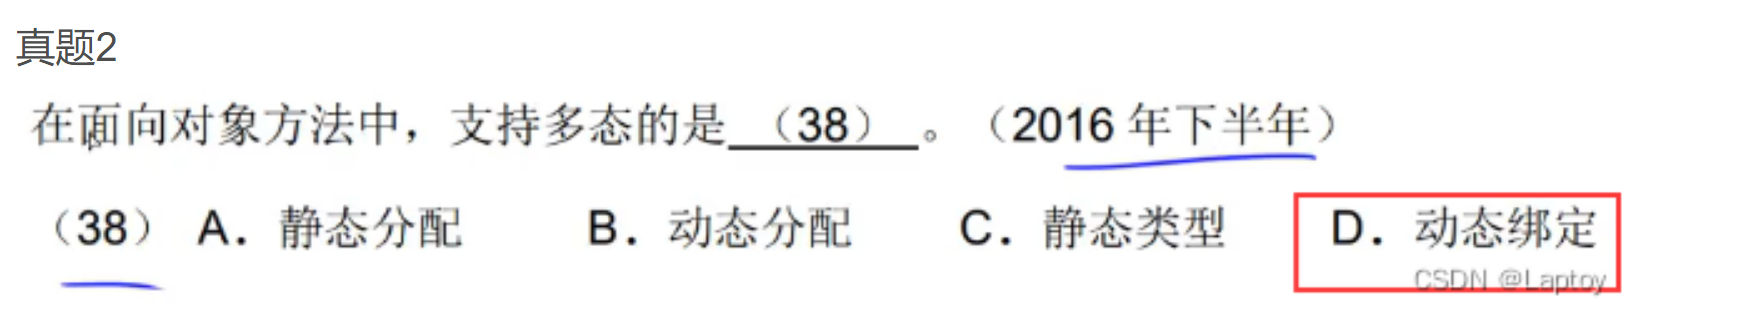 真题2
在面向对象方法中，支持多态的是（38）。（2016 年下半年）
（38） A．静态分配 B．动态分配 C．静态类型 D．动态绑定
CSDN @Laptoy